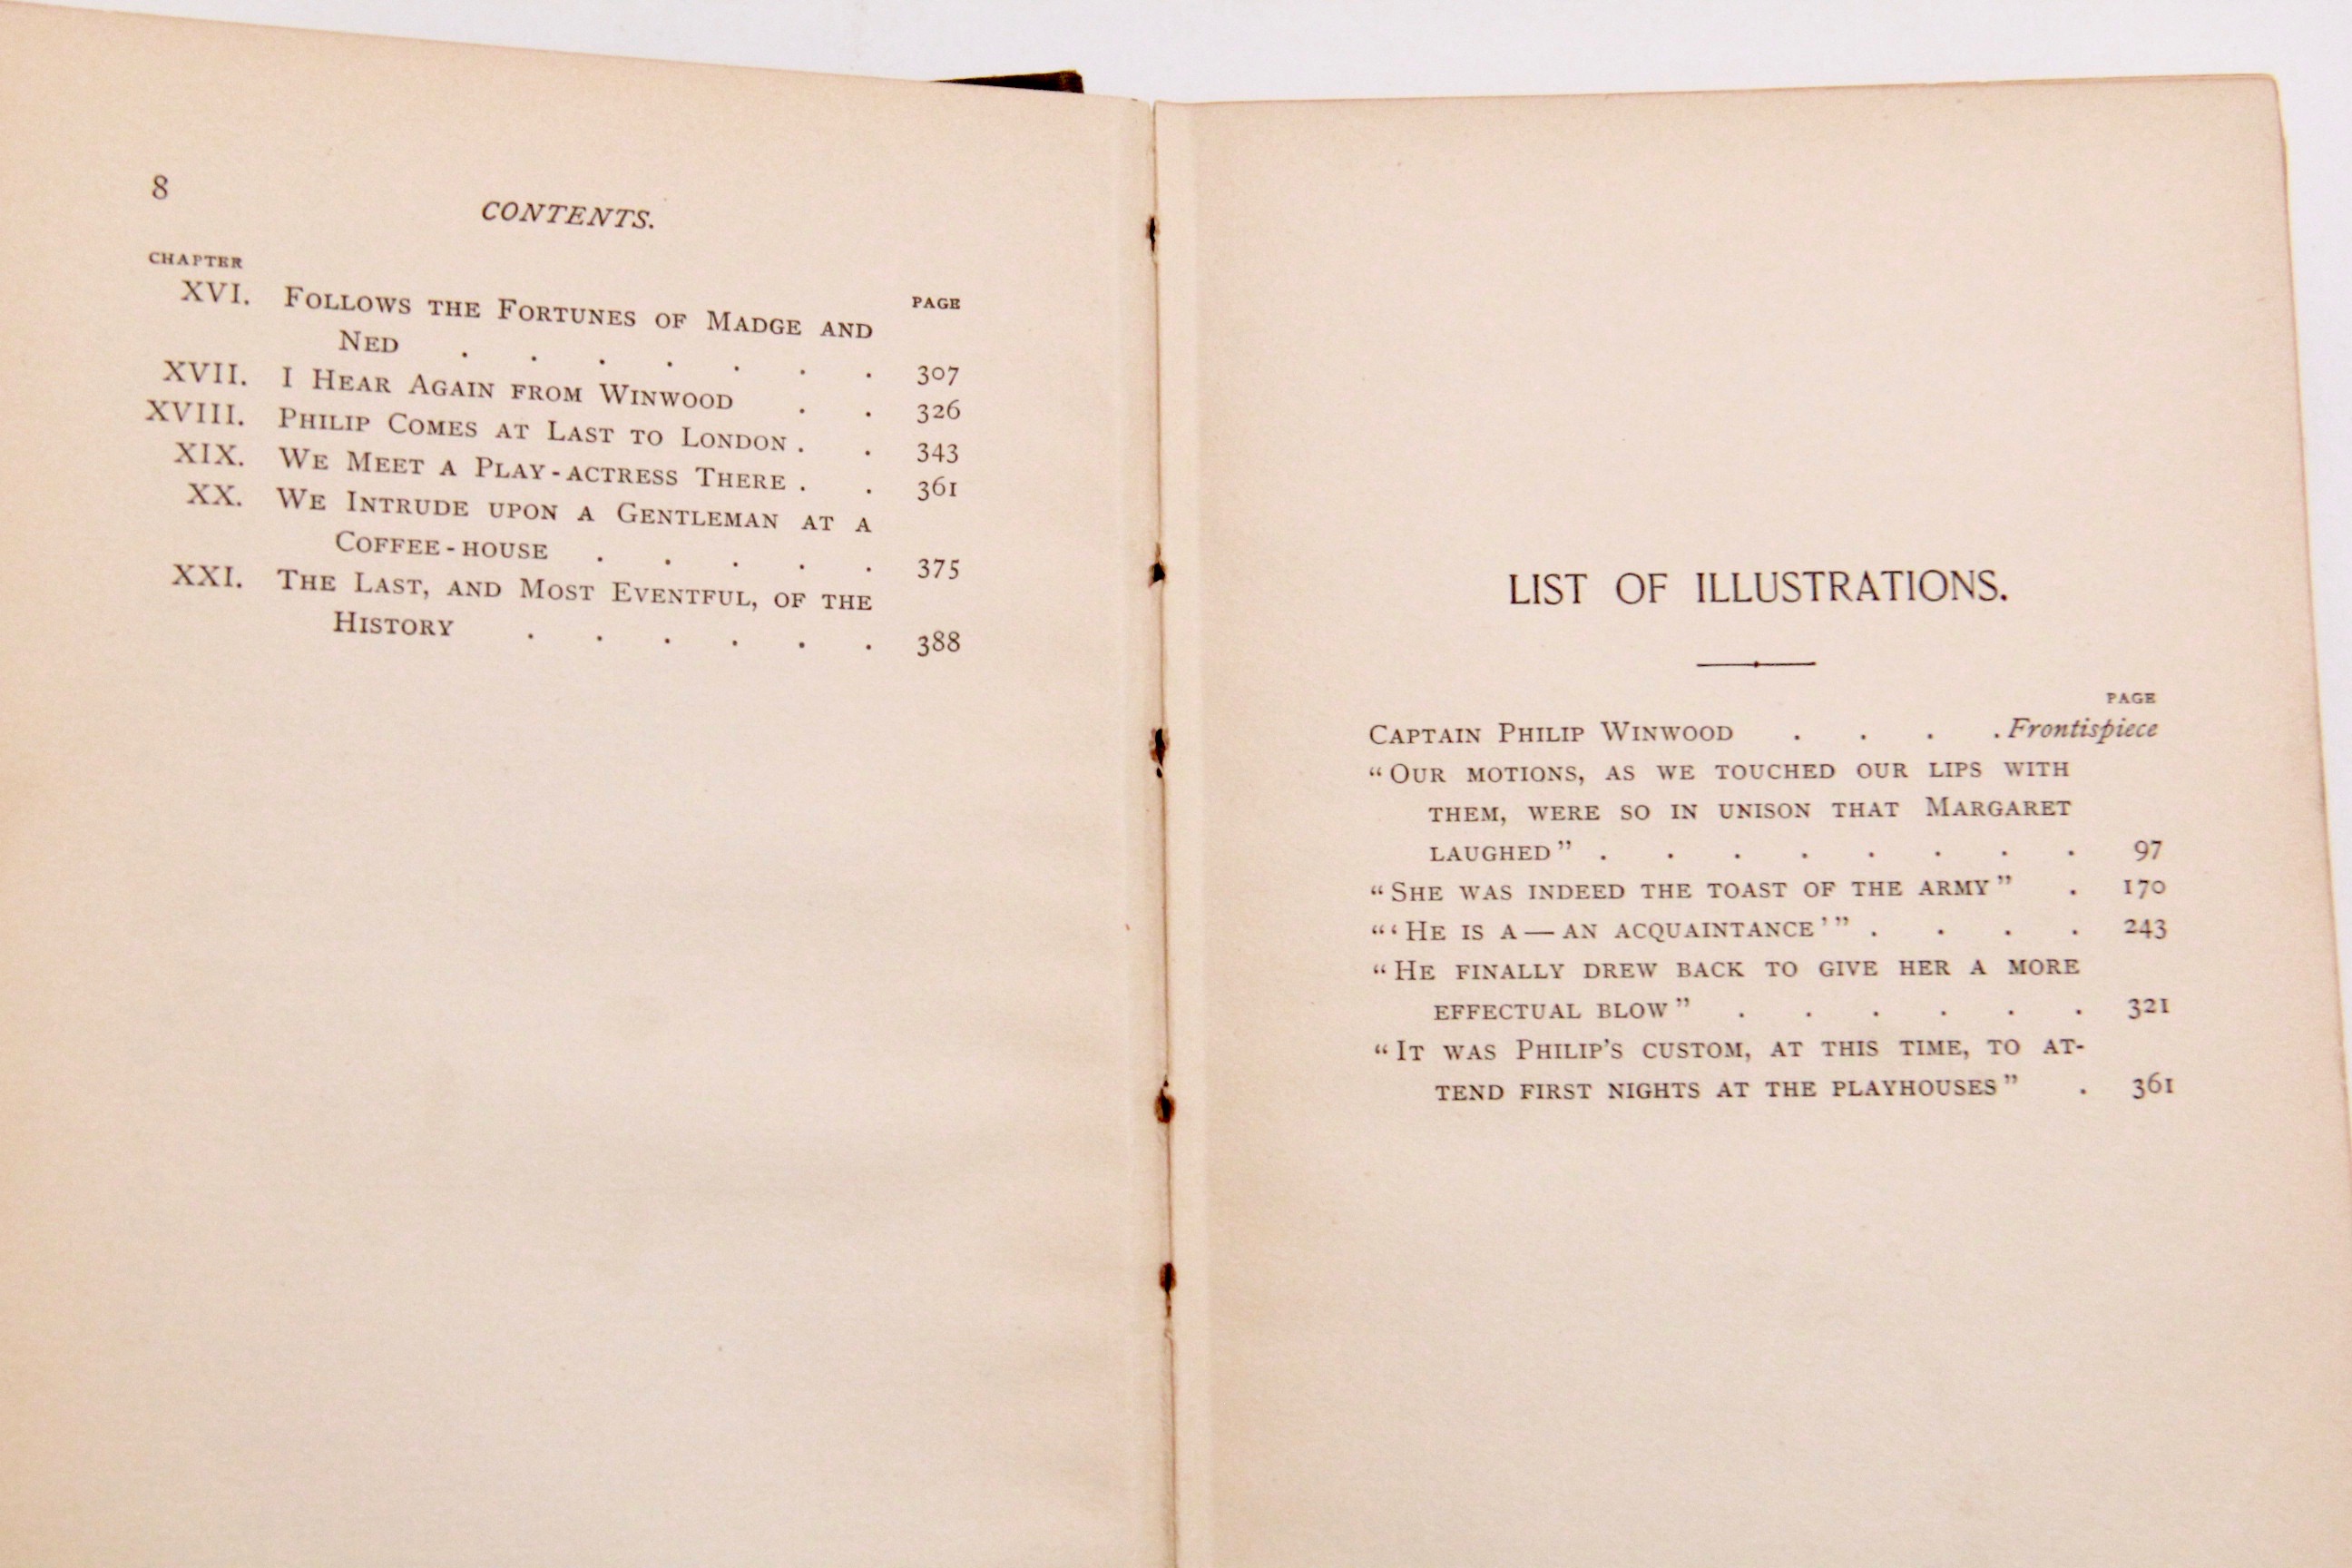 8
CONTENTS.
CHAPTER
PAGE
XVI. FOLLOWS THE FORTUNES OF MADGE AND
NED . . . . . . . 307
XVII. I HEAR AGAIN FROM WINWOOD . . 326
XVIII. PHILIP COMES AT LAST TO LONDON . . 343
XIX. WE MEET A PLAY-ACTRESS THERE . . 361
XX. WE INTRUDE UPON A GENTLEMAN AT A
COFFEE-HOUSE . . . . . 375
XXI. THE LAST, AND MOST EVENTFUL, OF THE
HISTORY . . . . . . 388
LIST OF ILLUSTRATIONS.
PAGE
CAPTAIN PHILIP WINWOOD . . . . Frontispiece
“OUR MOTIONS, AS WE TOUCHED OUR LIPS WITH
THEM, WERE SO IN UNISON THAT MARGARET
LAUGHED” . . . . . . . . 97
“SHE WAS INDEED THE TOAST OF THE ARMY” . 170
“‘HE IS A — AN ACQUAINTANCE’” . . . . 243
“HE FINALLY DREW BACK TO GIVE HER A MORE
EFFECTUAL BLOW” . . . . . . 321
“IT WAS PHILIP’S CUSTOM, AT THIS TIME, TO AT-
TEND FIRST NIGHTS AT THE PLAYHOUSES” . 361